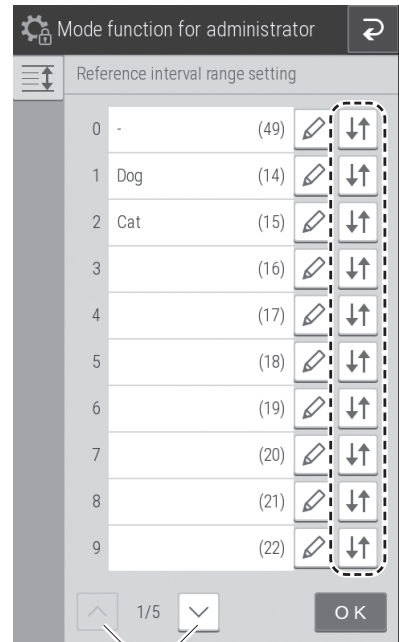 Mode function for administrator
Reference interval range setting
0 - (49)
1 Dog (14)
2 Cat (15)
3 (16)
4 (17)
5 (18)
6 (19)
7 (20)
8 (21)
9 (22)
1/5 OK